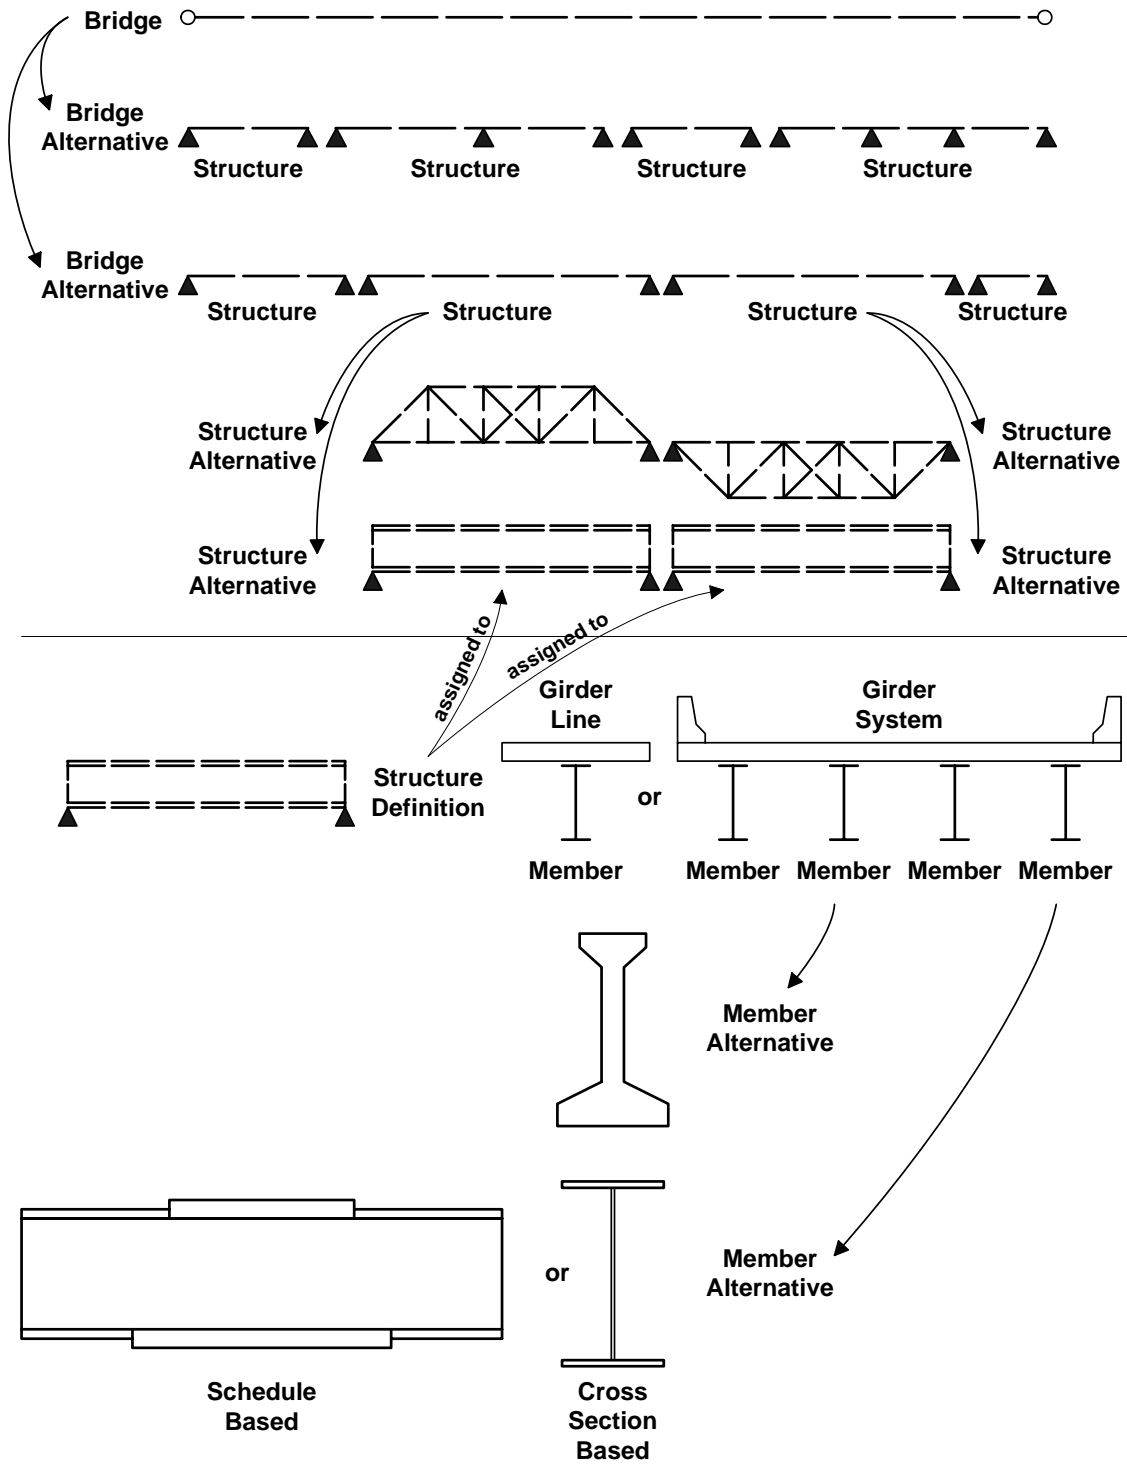 Bridge
Bridge
Alternative
Structure
Structure
Structure
Structure
Bridge
Alternative
Structure
Structure
Structure
Structure
Structure
Alternative
Structure
Alternative
Structure
Alternative
Structure
Alternative
assigned to
assigned to
Girder
Line
Girder
System
Structure
Definition
or
Member
Member
Member
Member
Member
Member
Alternative
Member
Alternative
or
Schedule
Based
Cross
Section
Based